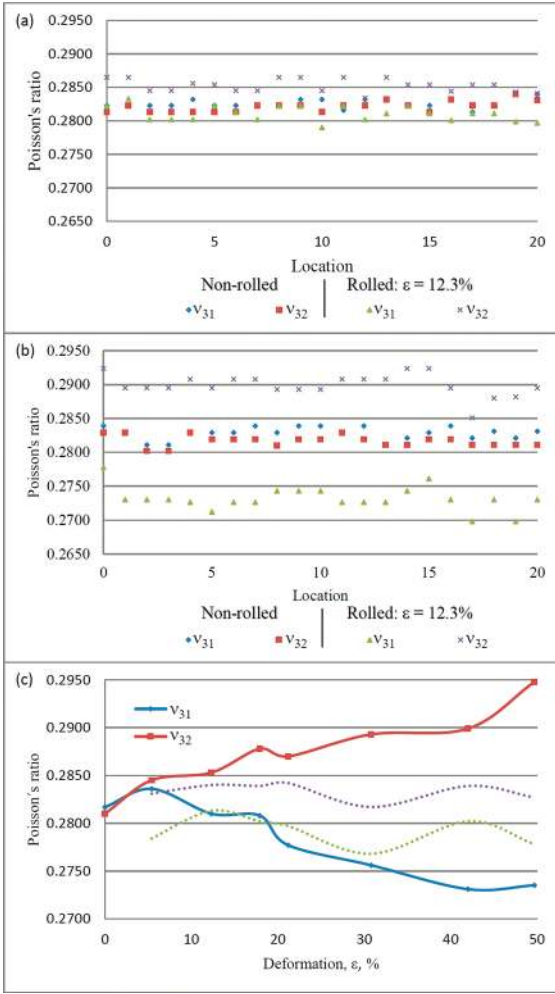 (a)
0.2950
0.2900
0.2850
0.2800
0.2750
0.2700
0.2650
Poisson's ratio
0 5 10 15 20
Location
Non-rolled Rolled: ε = 12.3%
ν31 ν32 ν31 ν32
(b)
0.2950
0.2900
0.2850
0.2800
0.2750
0.2700
0.2650
Poisson's ratio
0 5 10 15 20
Location
Non-rolled Rolled: ε = 12.3%
ν31 ν32 ν31 ν32
(c)
0.2950
0.2900
0.2850
0.2800
0.2750
0.2700
Poisson´s ratio
ν31
ν32
0 10 20 30 40 50
Deformation, ε, %